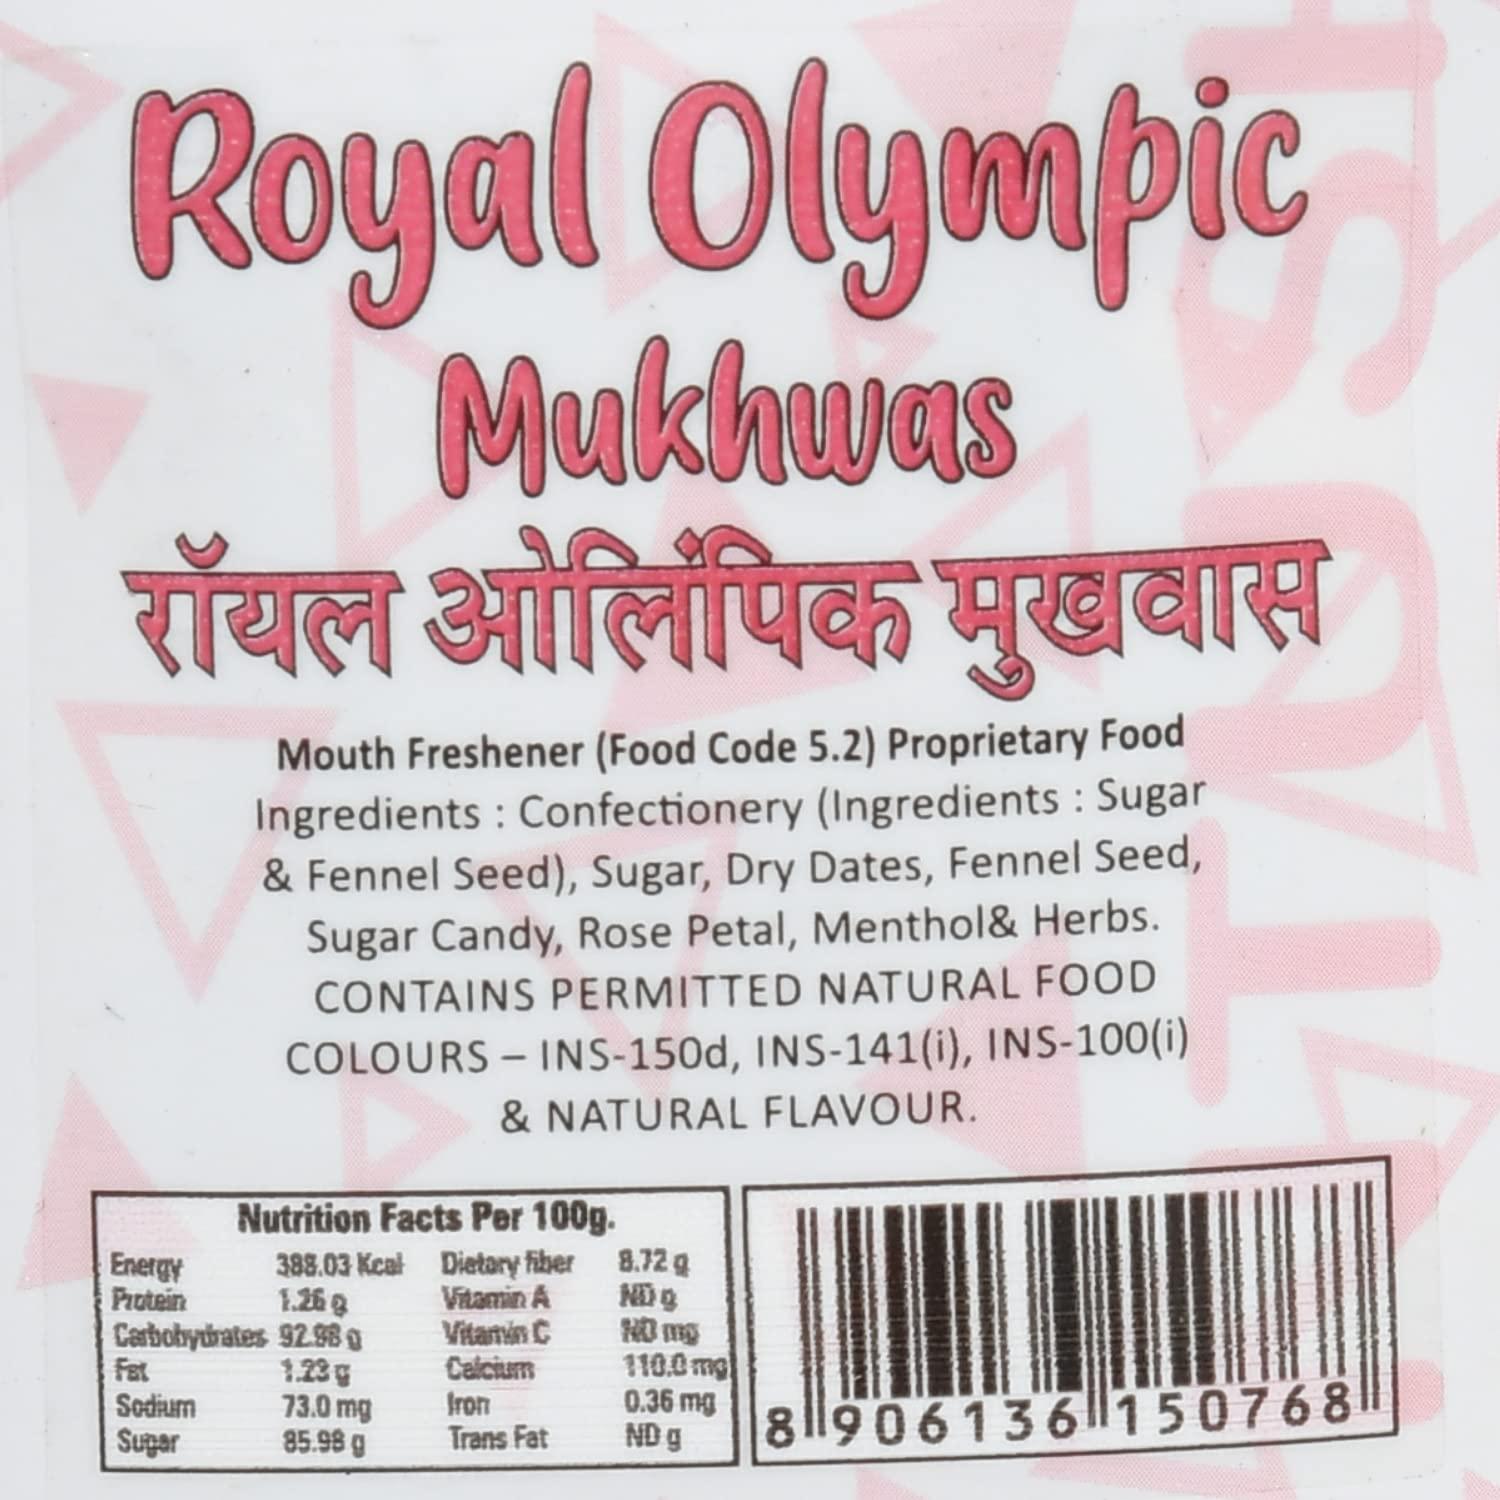 Royal Olympic
Mukhwas
रॉयल ओलिंपिक मुखवास
Mouth Freshener (Food Code 5.2) Proprietary Food
Ingredients : Confectionery (Ingredients : Sugar
& Fennel Seed), Sugar, Dry Dates, Fennel Seed,
Sugar Candy, Rose Petal, Menthol& Herbs.
CONTAINS PERMITTED NATURAL FOOD
COLOURS – INS-150d, INS-141(i), INS-100(i)
& NATURAL FLAVOUR.
Nutrition Facts Per 100g.
Energy 388.03 Kcal Dietary fiber 8.72 g
Protein 1.26 g Vitamin A ND g
Carbohydrates 92.98 g Vitamin C ND mg
Fat 1.23 g Calcium 110.0 mg
Sodium 73.0 mg Iron 0.36 mg
Sugar 85.98 g Trans Fat ND g
8 906136 150768